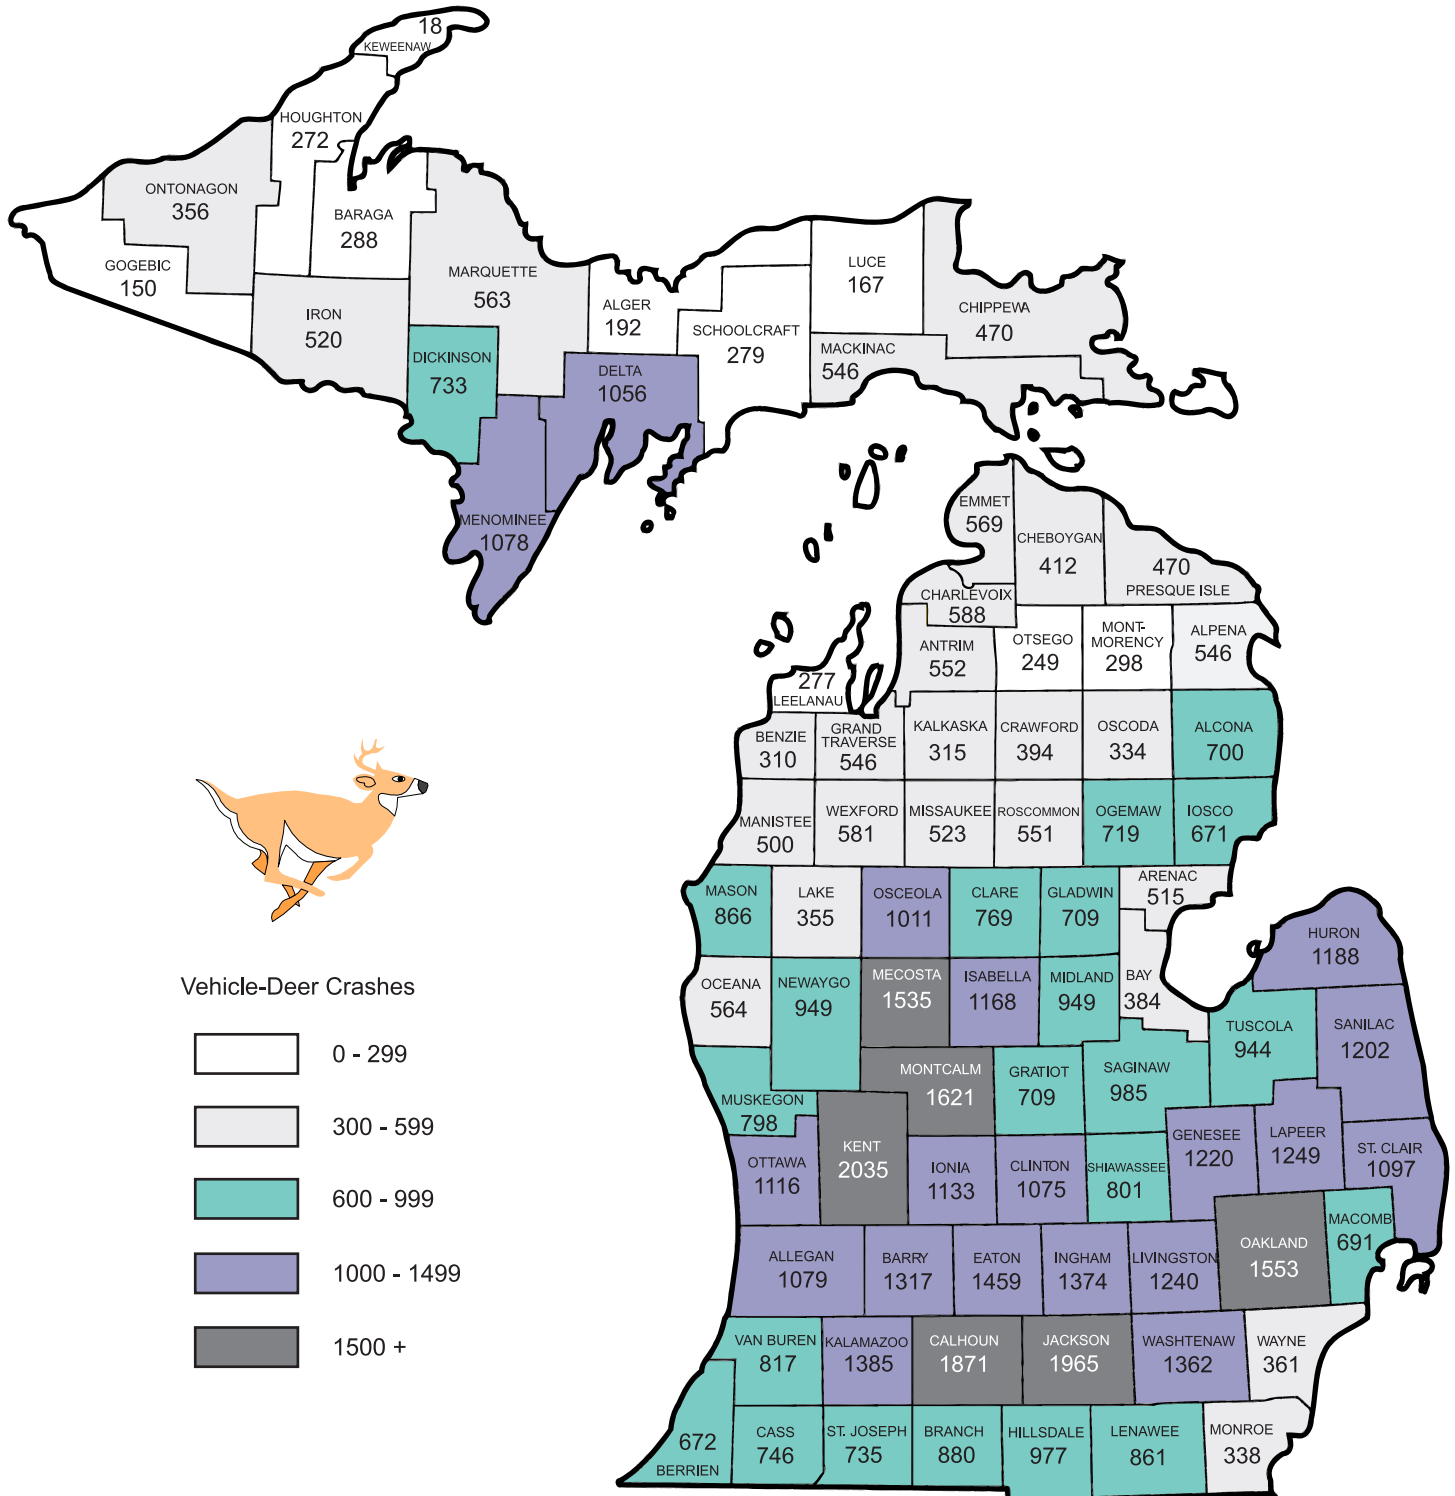 18
KEWEENAW
HOUGHTON
272
ONTONAGON
356
BARAGA
288
GOGEBIC
150
MARQUETTE
563
IRON
520
ALGER
192
LUCE
167
SCHOOLCRAFT
279
CHIPPEWA
470
MACKINAC
546
DICKINSON
733
DELTA
1056
MENOMINEE
1078
EMMET
569
CHEBOYGAN
412
470
PRESQUE ISLE
CHARLEVOIX
588
ANTRIM
552
OTSEGO
249
MONT-
MORENCY
298
ALPENA
546
277
LEELANAU
BENZIE
310
GRAND
TRAVERSE
546
KALKASKA
315
CRAWFORD
394
OSCODA
334
ALCONA
700
MANISTEE
500
WEXFORD
581
MISSAUKEE
523
ROSCOMMON
551
OGEMAW
719
IOSCO
671
MASON
866
LAKE
355
OSCEOLA
1011
CLARE
769
GLADWIN
709
ARENAC
515
HURON
1188
OCEANA
564
NEWAYGO
949
MECOSTA
1535
ISABELLA
1168
MIDLAND
949
BAY
384
TUSCOLA
944
SANILAC
1202
MUSKEGON
798
MONTCALM
1621
GRATIOT
709
SAGINAW
985
KENT
2035
OTTAWA
1116
IONIA
1133
CLINTON
1075
SHIAWASSEE
801
GENESEE
1220
LAPEER
1249
ST. CLAIR
1097
ALLEGAN
1079
BARRY
1317
EATON
1459
INGHAM
1374
LIVINGSTON
1240
OAKLAND
1553
MACOMB
691
VAN BUREN
817
KALAMAZOO
1385
CALHOUN
1871
JACKSON
1965
WASHTENAW
1362
WAYNE
361
672
BERRIEN
CASS
746
ST. JOSEPH
735
BRANCH
880
HILLSDALE
977
LENAWEE
861
MONROE
338
Vehicle-Deer Crashes
0 - 299
300 - 599
600 - 999
1000 - 1499
1500 +